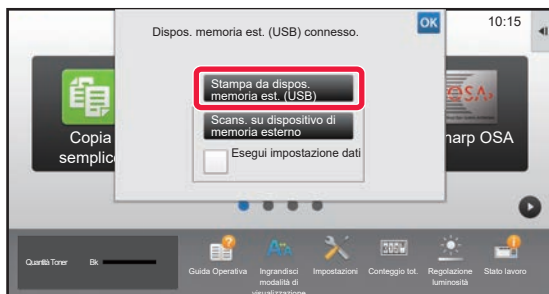 Dispos. memoria est. (USB) connesso.
OK
10:15
Stampa da dispos.
memoria est. (USB)
Scans. su dispositivo di
memoria esterno
Esegui impostazione dati
Copia
semplic
OSA
harp OSA
Quantità Toner
Bk
Guida Operativa
Ingrandisci
modalità di
visualizzazione
Impostazioni
Conteggio tot.
Regolazione
luminosità
Stato lavoro